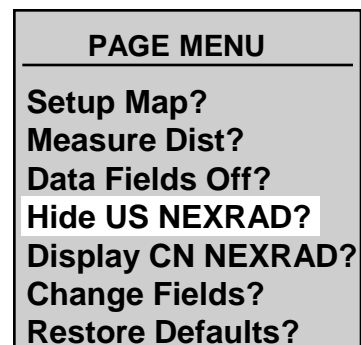 PAGE MENU
Setup Map?
Measure Dist?
Data Fields Off?
Hide US NEXRAD?
Display CN NEXRAD?
Change Fields?
Restore Defaults?